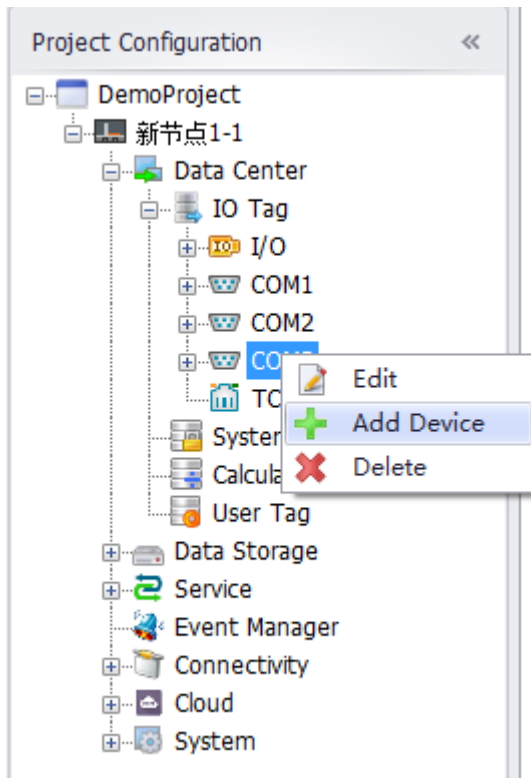 Project Configuration
DemoProject
新节点1-1
Data Center
IO Tag
I/O
COM1
COM2
Edit
Add Device
Delete
User Tag
Data Storage
Service
Event Manager
Connectivity
Cloud
System